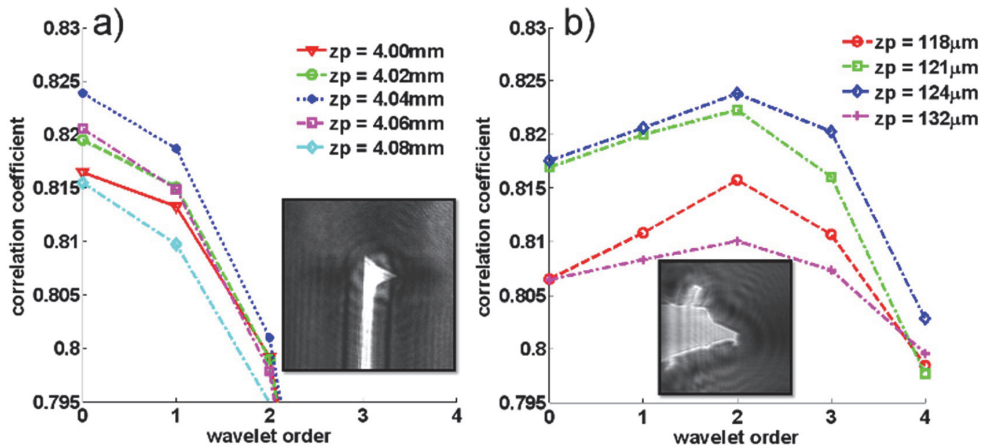 a)
correlation coefficient
0.83
0.825
0.82
0.815
0.81
0.805
0.8
0.795
0 1 2 3 4
wavelet order
zp = 4.00mm
zp = 4.02mm
zp = 4.04mm
zp = 4.06mm
zp = 4.08mm
b)
correlation coefficient
0.83
0.825
0.82
0.815
0.81
0.805
0.8
0.795
0 1 2 3 4
wavelet order
zp = 118μm
zp = 121μm
zp = 124μm
zp = 132μm